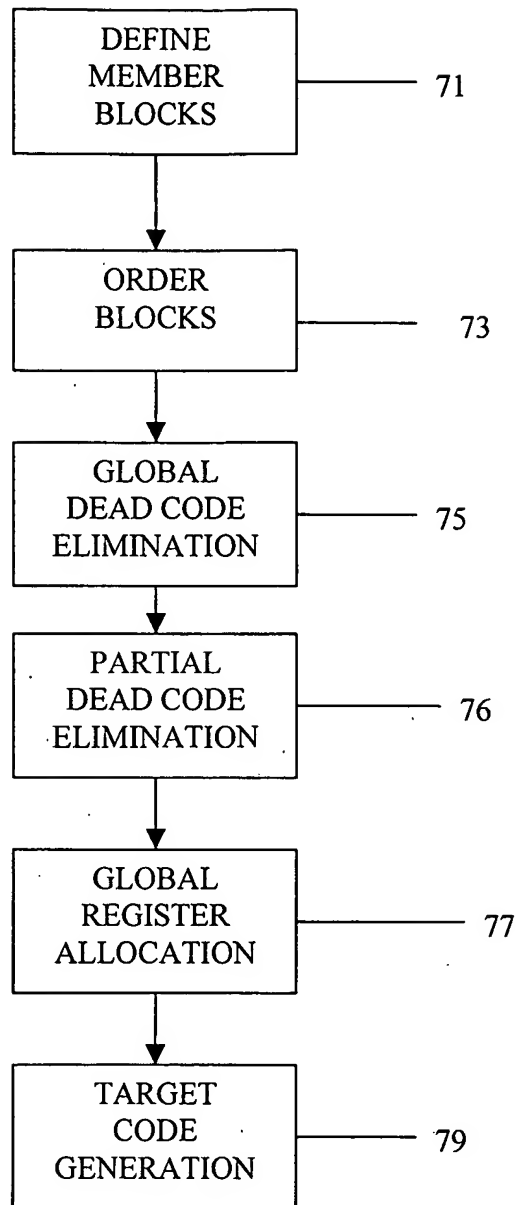 DEFINE
MEMBER
BLOCKS
71
ORDER
BLOCKS
73
GLOBAL
DEAD CODE
ELIMINATION
75
PARTIAL
DEAD CODE
ELIMINATION
76
GLOBAL
REGISTER
ALLOCATION
77
TARGET
CODE
GENERATION
79